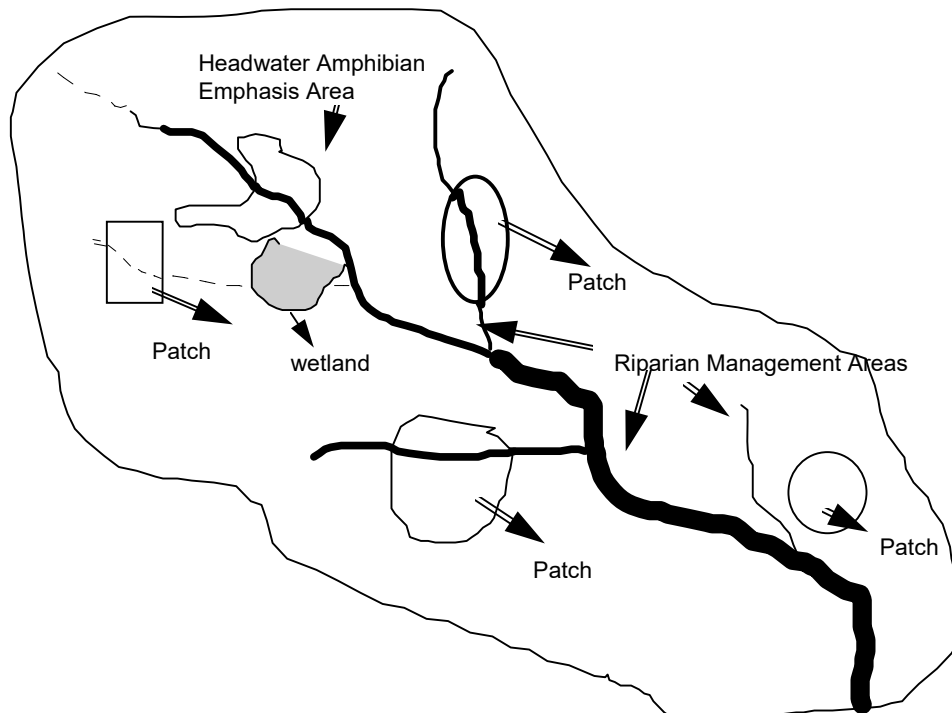 Headwater Amphibian
Emphasis Area
Patch
Patch
wetland
Riparian Management Areas
Patch
Patch